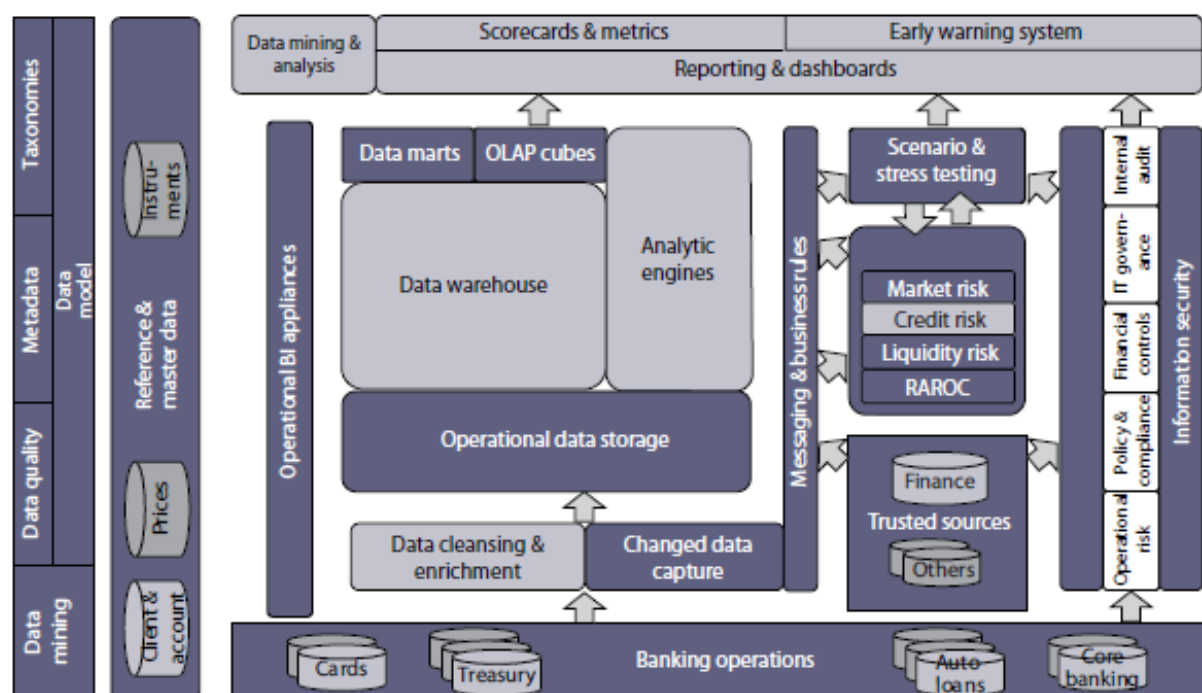 Taxonomies
Metadata
Data quality
Data
mining
Data
model
Instru-
ments
Reference &
master data
Prices
Client &
account
Data mining &
analysis
Scorecards & metrics
Early warning system
Reporting & dashboards
Operational BI appliances
Data marts
OLAP cubes
Data warehouse
Analytic
engines
Operational data storage
Data cleansing &
enrichment
Changed data
capture
Messaging & business rules
Scenario &
stress testing
Market risk
Credit risk
Liquidity risk
RAROC
Finance
Trusted sources
Others
Internal
audit
IT govern-
ance
Financial
controls
Policy &
compliance
Operational
risk
Information security
Cards
Treasury
Banking operations
Auto
loans
Core
banking